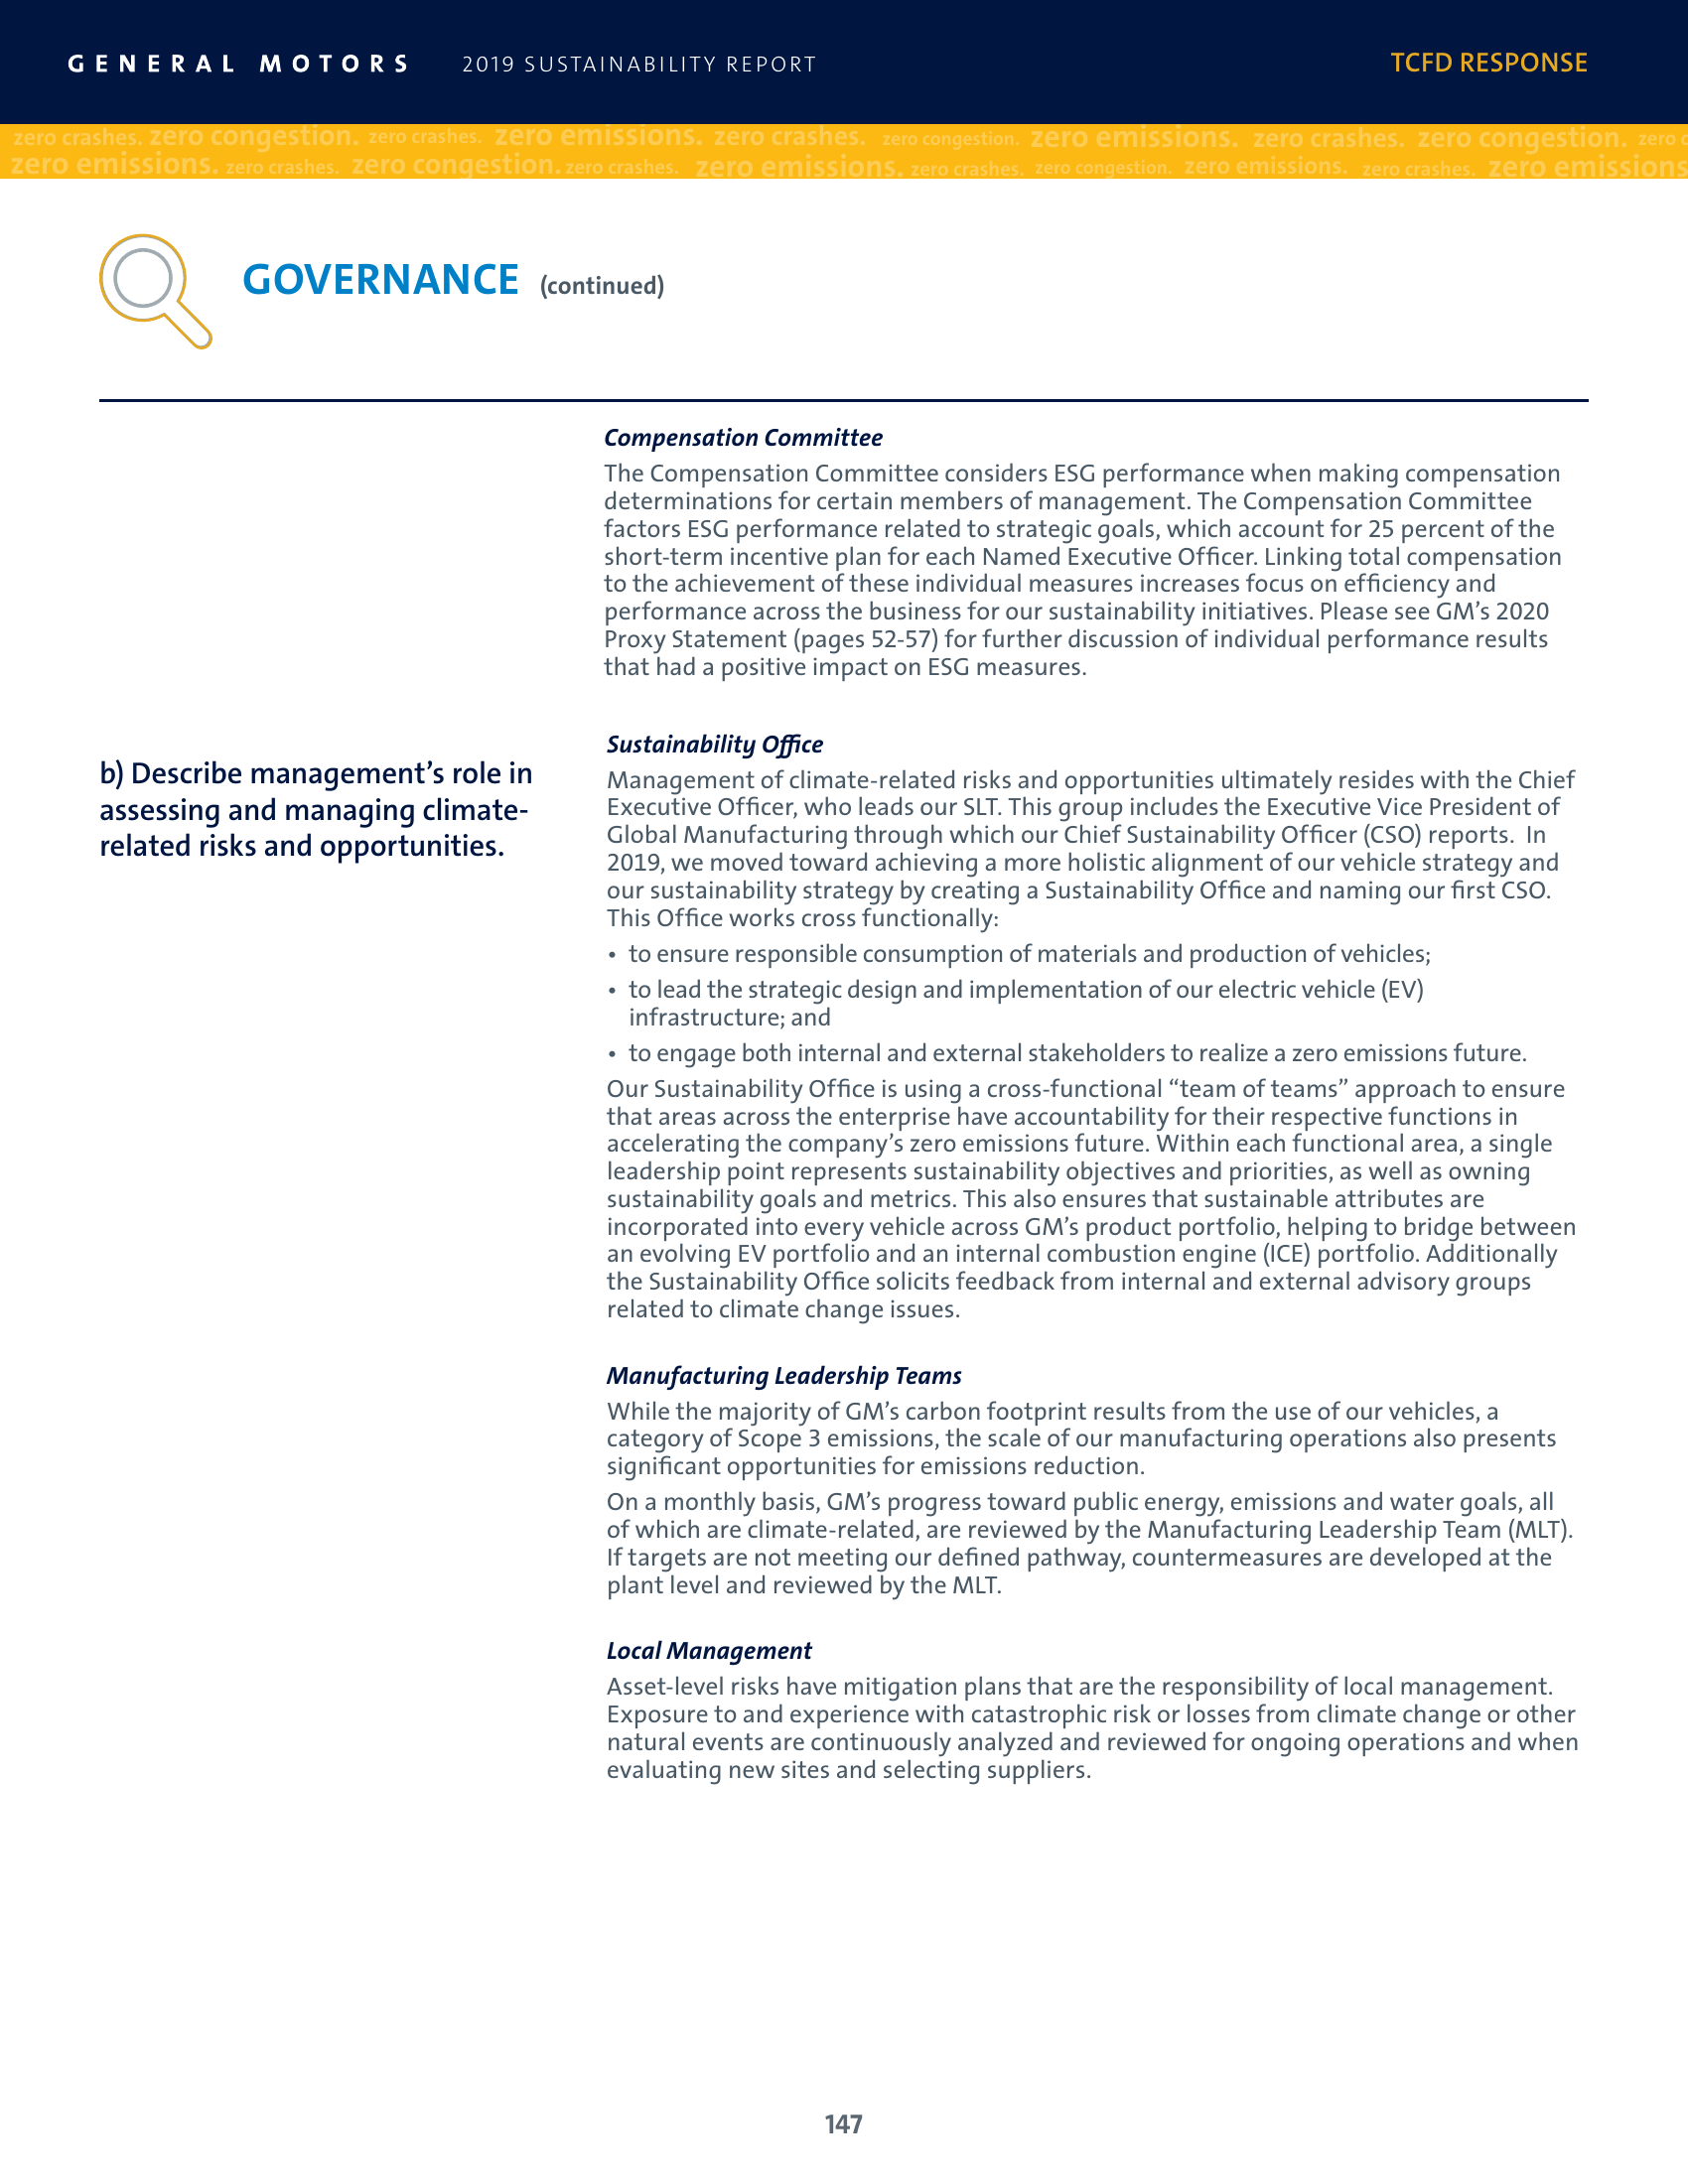 GENERAL MOTORS 2019 SUSTAINABILITY REPORT TCFD RESPONSE
zero crashes. zero congestion. zero crashes. zero emissions. zero crashes. zero congestion. zero emissions. zero crashes. zero congestion. zero c
zero emissions. zero crashes. zero congestion. zero crashes. zero emissions. zero crashes. zero congestion. zero emissions. zero crashes. zero emissions
GOVERNANCE (continued)
Compensation Committee
The Compensation Committee considers ESG performance when making compensation
determinations for certain members of management. The Compensation Committee
factors ESG performance related to strategic goals, which account for 25 percent of the
short-term incentive plan for each Named Executive Officer. Linking total compensation
to the achievement of these individual measures increases focus on efficiency and
performance across the business for our sustainability initiatives. Please see GM's 2020
Proxy Statement (pages 52-57) for further discussion of individual performance results
that had a positive impact on ESG measures.
b) Describe management's role in
assessing and managing climate-
related risks and opportunities.
Sustainability Office
Management of climate-related risks and opportunities ultimately resides with the Chief
Executive Officer, who leads our SLT. This group includes the Executive Vice President of
Global Manufacturing through which our Chief Sustainability Officer (CSO) reports. In
2019, we moved toward achieving a more holistic alignment of our vehicle strategy and
our sustainability strategy by creating a Sustainability Office and naming our first CSO.
This Office works cross functionally:
• to ensure responsible consumption of materials and production of vehicles;
• to lead the strategic design and implementation of our electric vehicle (EV)
infrastructure; and
• to engage both internal and external stakeholders to realize a zero emissions future.
Our Sustainability Office is using a cross-functional “team of teams” approach to ensure
that areas across the enterprise have accountability for their respective functions in
accelerating the company's zero emissions future. Within each functional area, a single
leadership point represents sustainability objectives and priorities, as well as owning
sustainability goals and metrics. This also ensures that sustainable attributes are
incorporated into every vehicle across GM's product portfolio, helping to bridge between
an evolving EV portfolio and an internal combustion engine (ICE) portfolio. Additionally
the Sustainability Office solicits feedback from internal and external advisory groups
related to climate change issues.
Manufacturing Leadership Teams
While the majority of GM's carbon footprint results from the use of our vehicles, a
category of Scope 3 emissions, the scale of our manufacturing operations also presents
significant opportunities for emissions reduction.
On a monthly basis, GM's progress toward public energy, emissions and water goals, all
of which are climate-related, are reviewed by the Manufacturing Leadership Team (MLT).
If targets are not meeting our defined pathway, countermeasures are developed at the
plant level and reviewed by the MLT.
Local Management
Asset-level risks have mitigation plans that are the responsibility of local management.
Exposure to and experience with catastrophic risk or losses from climate change or other
natural events are continuously analyzed and reviewed for ongoing operations and when
evaluating new sites and selecting suppliers.
147